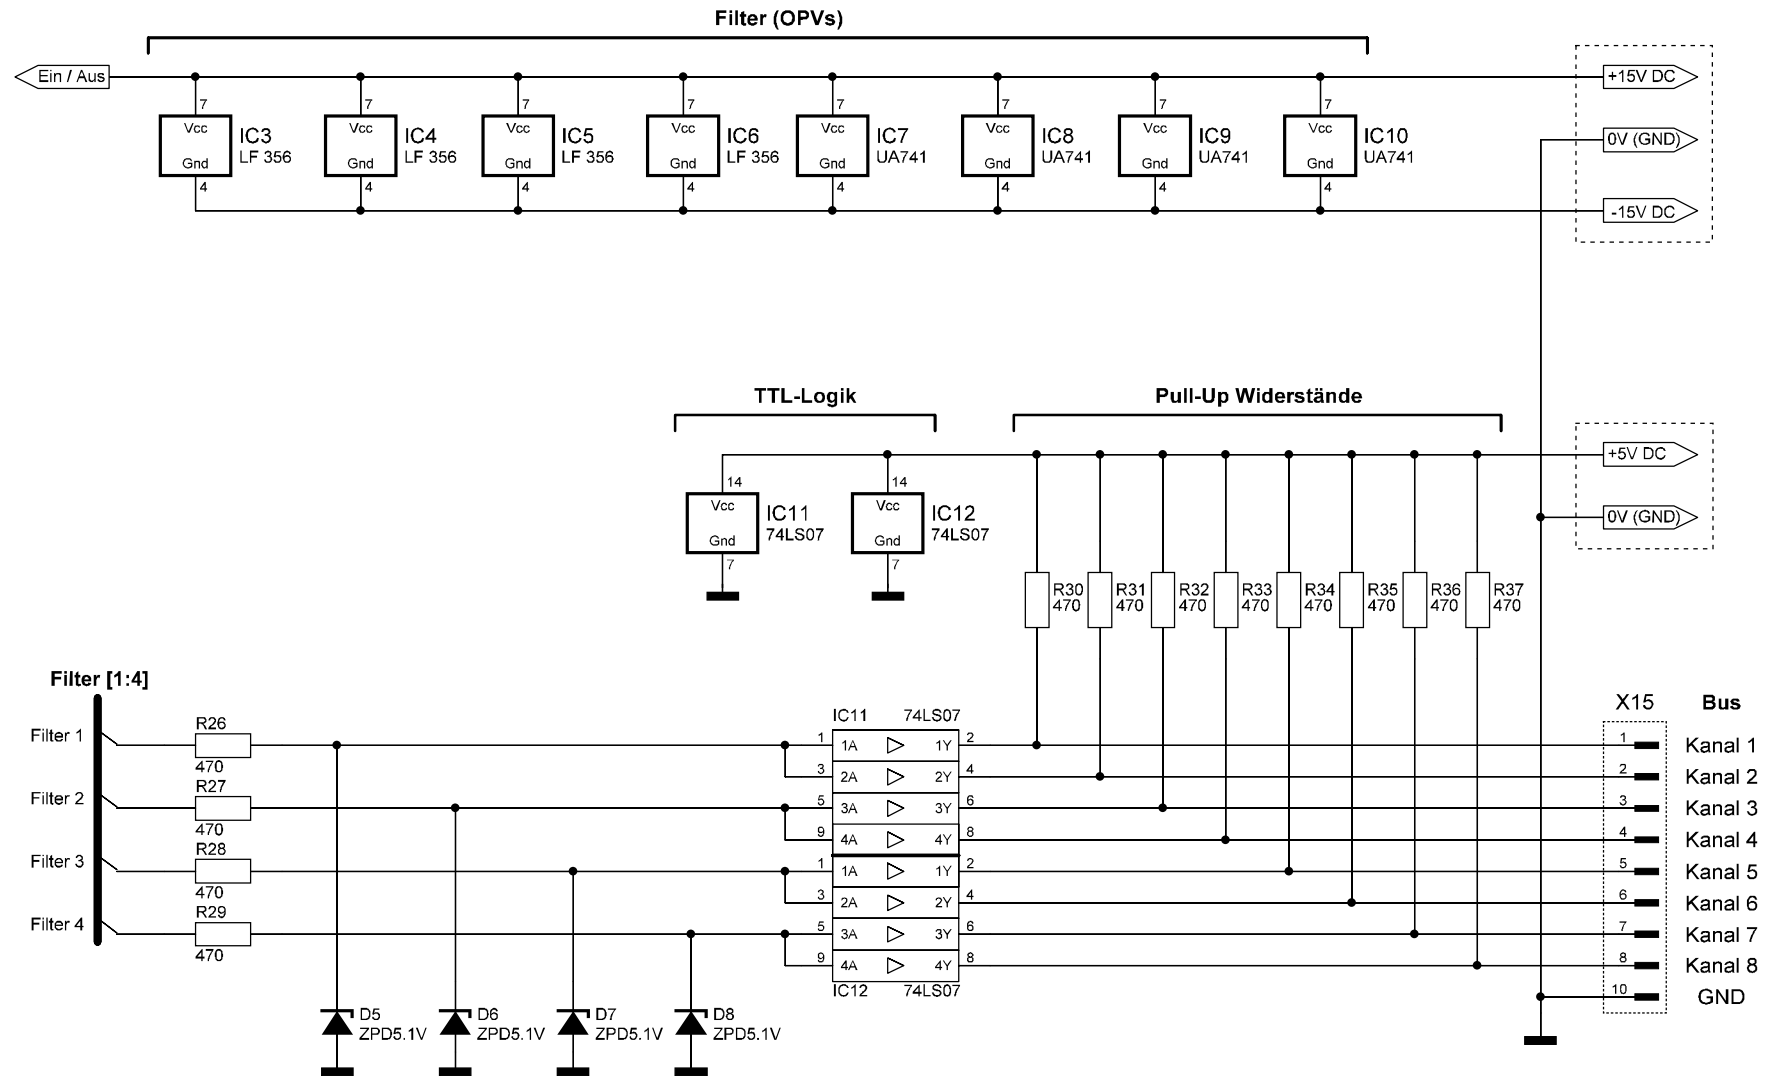 Filter (OPVs)
Ein / Aus
+15V DC
7 7 7 7 7 7 7 7
Vcc Vcc Vcc Vcc Vcc Vcc Vcc Vcc
IC3 IC4 IC5 IC6 IC7 IC8 IC9 IC10
0V (GND)
LF 356 LF 356 LF 356 LF 356 UA741 UA741 UA741 UA741
Gnd Gnd Gnd Gnd Gnd Gnd Gnd Gnd
4 4 4 4 4 4 4 4
-15V DC
TTL-Logik
Pull-Up Widerstände
+5V DC
14 14
Vcc Vcc
IC11 IC12
0V (GND)
74LS07 74LS07
Gnd Gnd
7 7
R30 R31 R32 R33 R34 R35 R36 R37
470 470 470 470 470 470 470 470
Filter [1:4]
X15 Bus
IC11 74LS07
R26
Filter 1
1 1A 1Y 2 1 Kanal 1
470
3 2A 2Y 4 2 Kanal 2
R27
Filter 2
5 3A 3Y 6 3 Kanal 3
470
9 4A 4Y 8 4 Kanal 4
R28
Filter 3
1 1A 1Y 2 5 Kanal 5
470
3 2A 2Y 4 6 Kanal 6
R29
Filter 4
5 3A 3Y 6 7 Kanal 7
470
9 4A 4Y 8 8 Kanal 8
IC12 74LS07
10 GND
D5 D6 D7 D8
ZPD5.1V ZPD5.1V ZPD5.1V ZPD5.1V